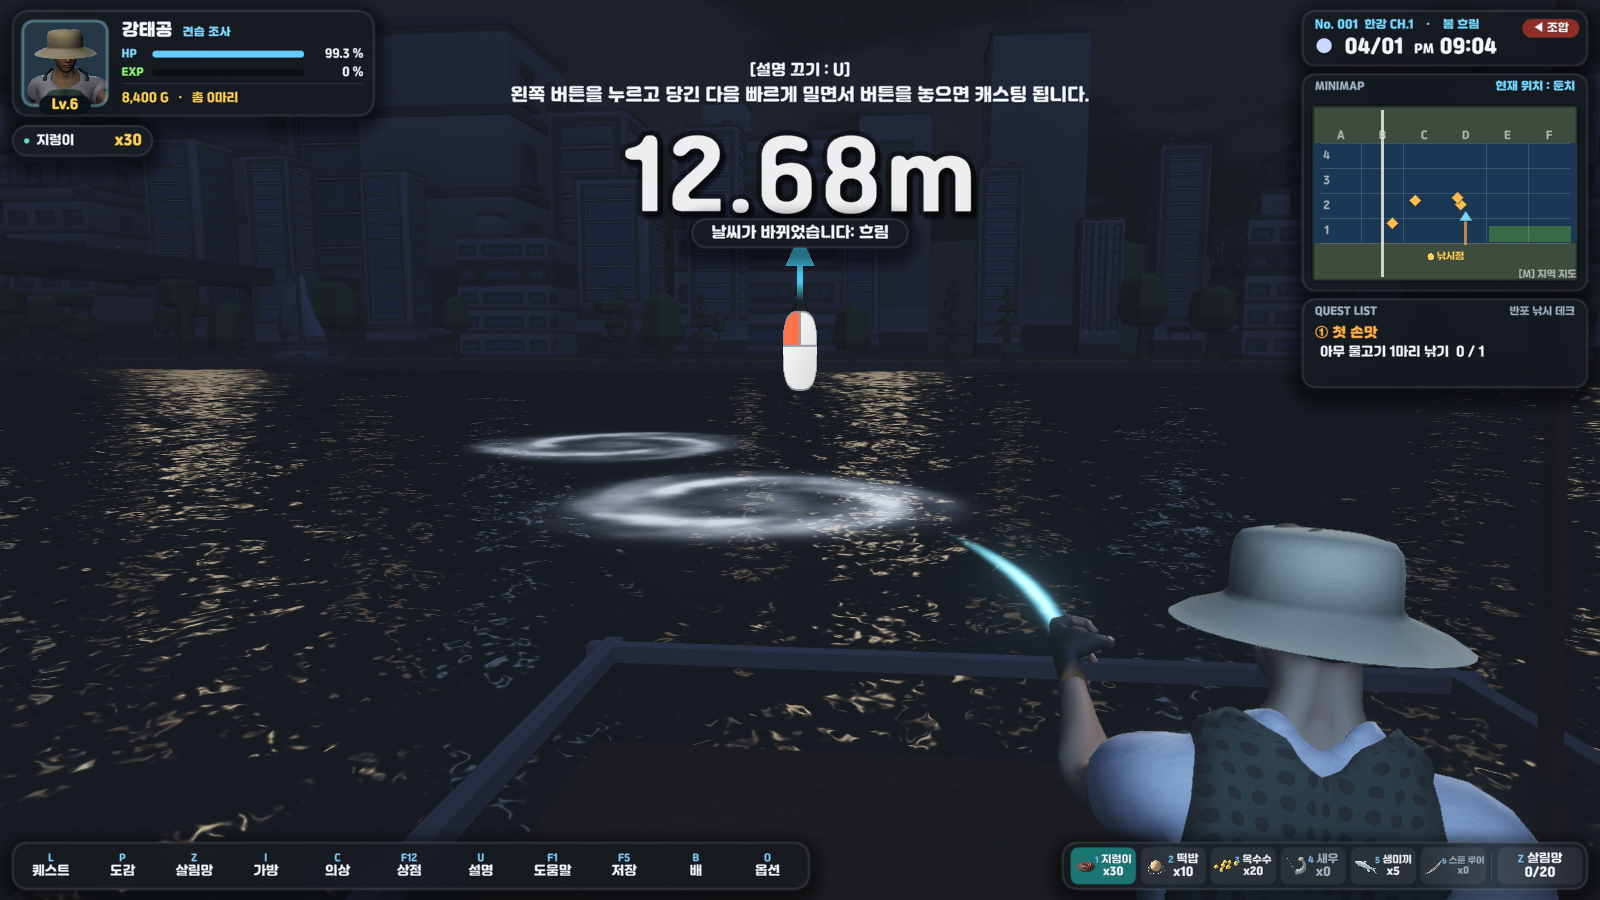 강태공 견습 조사
HP 99.3 %
EXP 0 %
Lv.6
8,400 G · 총 0마리
지렁이 x30
[설명 끄기 : U]
왼쪽 버튼을 누르고 당긴 다음 빠르게 밀면서 버튼을 놓으면 캐스팅 됩니다.
12.68m
날씨가 바뀌었습니다: 흐림
No. 001 한강 CH.1 · 봄 흐림
◀ 조합
04/01 PM 09:04
MINIMAP 현재 위치 : 둔치
A B C D E F
4
3
2
1
낚시점
[M] 지역 지도
QUEST LIST 반포 낚시 데크
① 첫 손맛
아무 물고기 1마리 낚기 0 / 1
L 퀘스트
P 도감
Z 살림망
I 가방
C 의상
F12 상점
U 설명
F1 도움말
F5 저장
B 배
O 옵션
1 지렁이 x30
2 떡밥 x10
3 옥수수 x20
4 새우 x0
5 생미끼 x5
6 스푼 루어 x0
Z 살림망 0/20